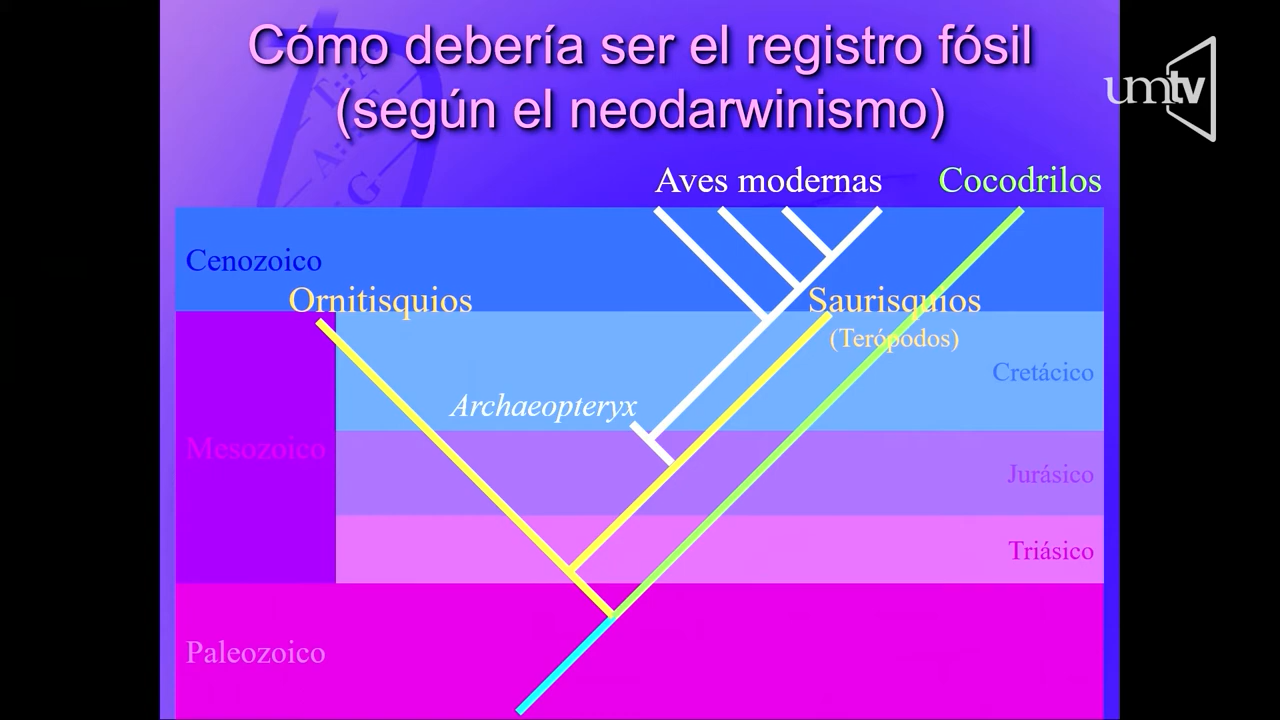 Cómo debería ser el registro fósil
(según el neodarwinismo)
umtv
Aves modernas
Cocodrilos
Cenozoico
Ornitisquios
Saurisquios
(Terópodos)
Cretácico
Archaeopteryx
Mesozoico
Jurásico
Triásico
Paleozoico